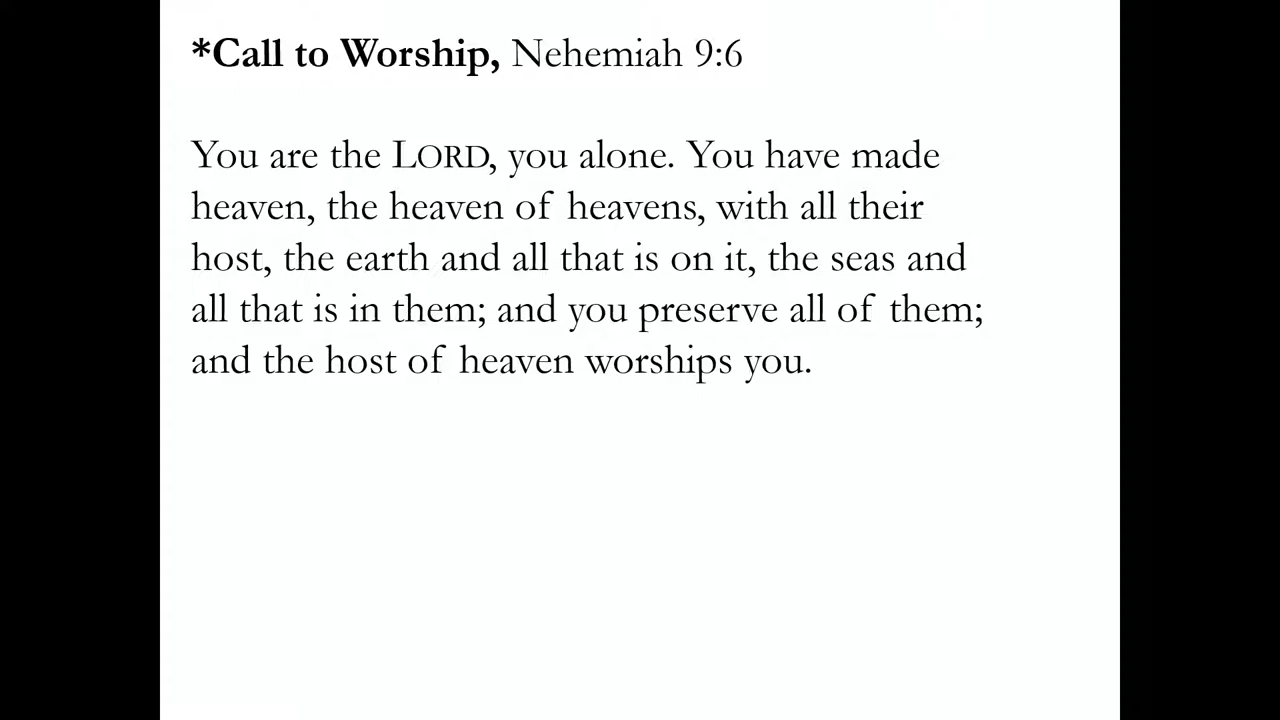 *Call to Worship, Nehemiah 9:6
You are the LORD, you alone. You have made
heaven, the heaven of heavens, with all their
host, the earth and all that is on it, the seas and
all that is in them; and you preserve all of them;
and the host of heaven worships you.